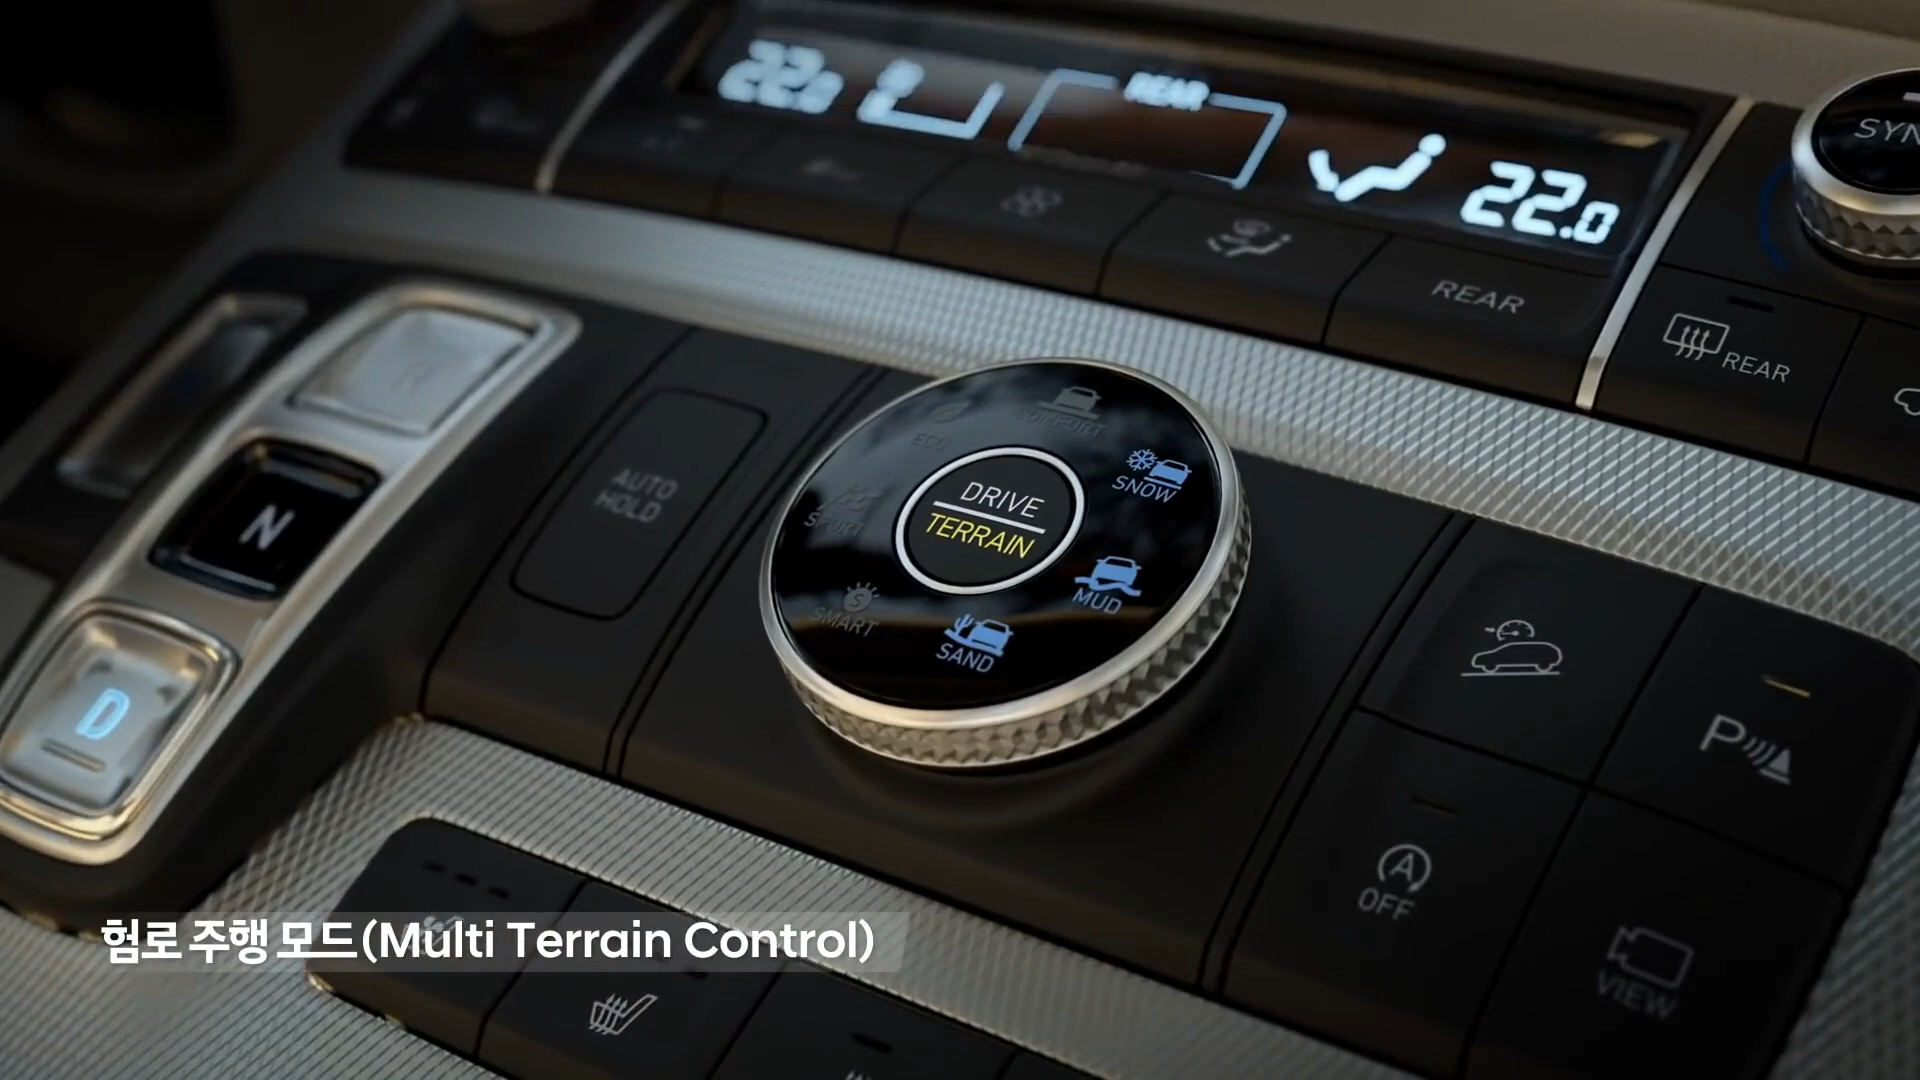 22.0
REAR
22.0
SYN
REAR
REAR
COMFORT
ECO
SNOW
SPORT
DRIVE
TERRAIN
MUD
SMART
SAND
AUTO
HOLD
N
D
P
A
OFF
VIEW
험로 주행 모드(Multi Terrain Control)